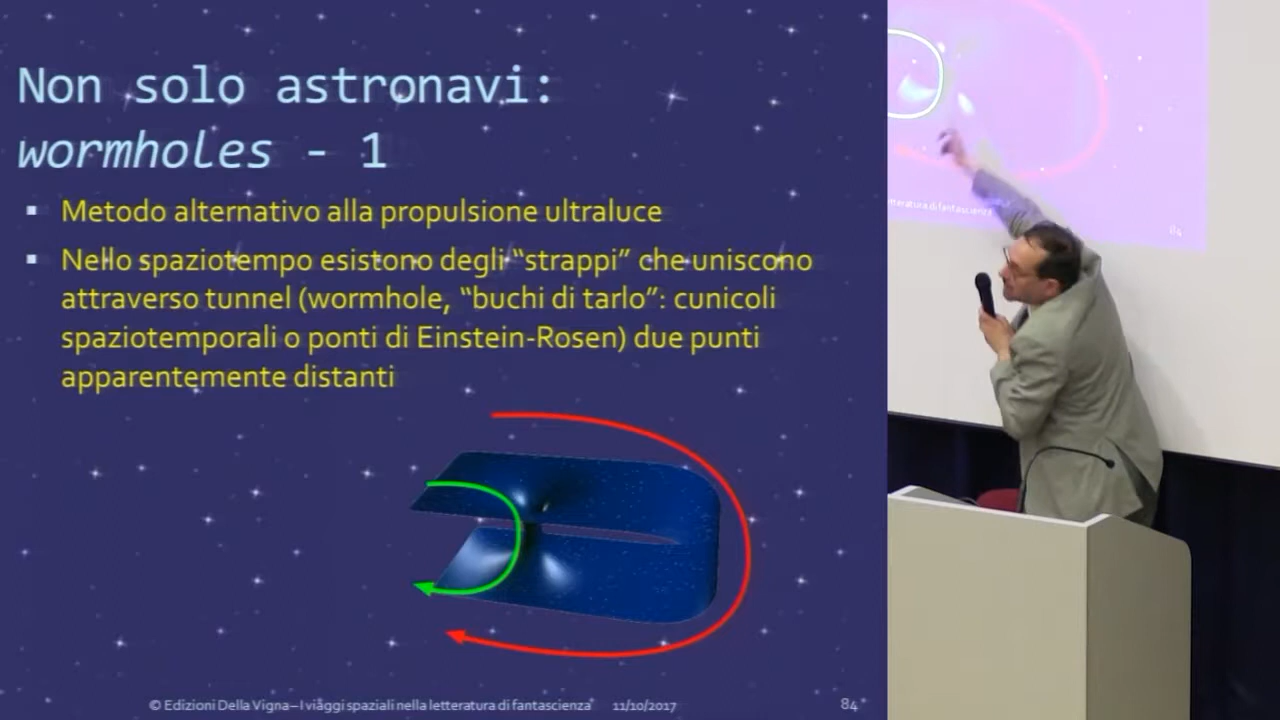 Non solo astronavi:
wormholes - 1
▪ Metodo alternativo alla propulsione ultraluce
▪ Nello spaziotempo esistono degli “strappi” che uniscono
attraverso tunnel (wormhole, “buchi di tarlo”: cunicoli
spaziotemporali o ponti di Einstein-Rosen) due punti
apparentemente distanti
© Edizioni Della Vigna – I viaggi spaziali nella letteratura di fantascienza 11/10/2017 84
letteratura di fantascienza
84